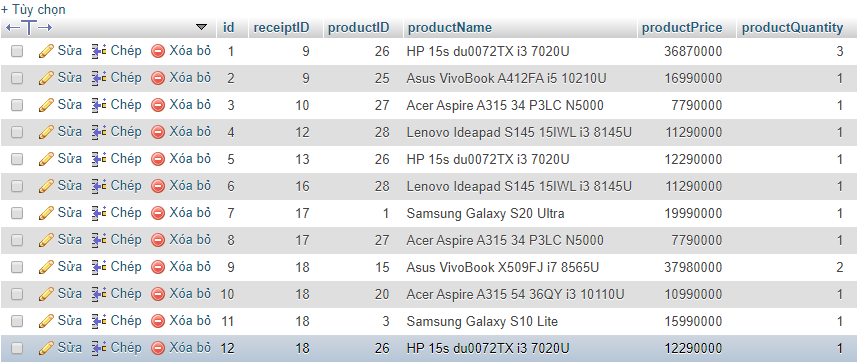 + Tùy chọn
id receiptID productID productName productPrice productQuantity
Sửa Chép Xóa bỏ 1 9 26 HP 15s du0072TX i3 7020U 36870000 3
Sửa Chép Xóa bỏ 2 9 25 Asus VivoBook A412FA i5 10210U 16990000 1
Sửa Chép Xóa bỏ 3 10 27 Acer Aspire A315 34 P3LC N5000 7790000 1
Sửa Chép Xóa bỏ 4 12 28 Lenovo Ideapad S145 15IWL i3 8145U 11290000 1
Sửa Chép Xóa bỏ 5 13 26 HP 15s du0072TX i3 7020U 12290000 1
Sửa Chép Xóa bỏ 6 16 28 Lenovo Ideapad S145 15IWL i3 8145U 11290000 1
Sửa Chép Xóa bỏ 7 17 1 Samsung Galaxy S20 Ultra 19990000 1
Sửa Chép Xóa bỏ 8 17 27 Acer Aspire A315 34 P3LC N5000 7790000 1
Sửa Chép Xóa bỏ 9 18 15 Asus VivoBook X509FJ i7 8565U 37980000 2
Sửa Chép Xóa bỏ 10 18 20 Acer Aspire A315 54 36QY i3 10110U 10990000 1
Sửa Chép Xóa bỏ 11 18 3 Samsung Galaxy S10 Lite 15990000 1
Sửa Chép Xóa bỏ 12 18 26 HP 15s du0072TX i3 7020U 12290000 1